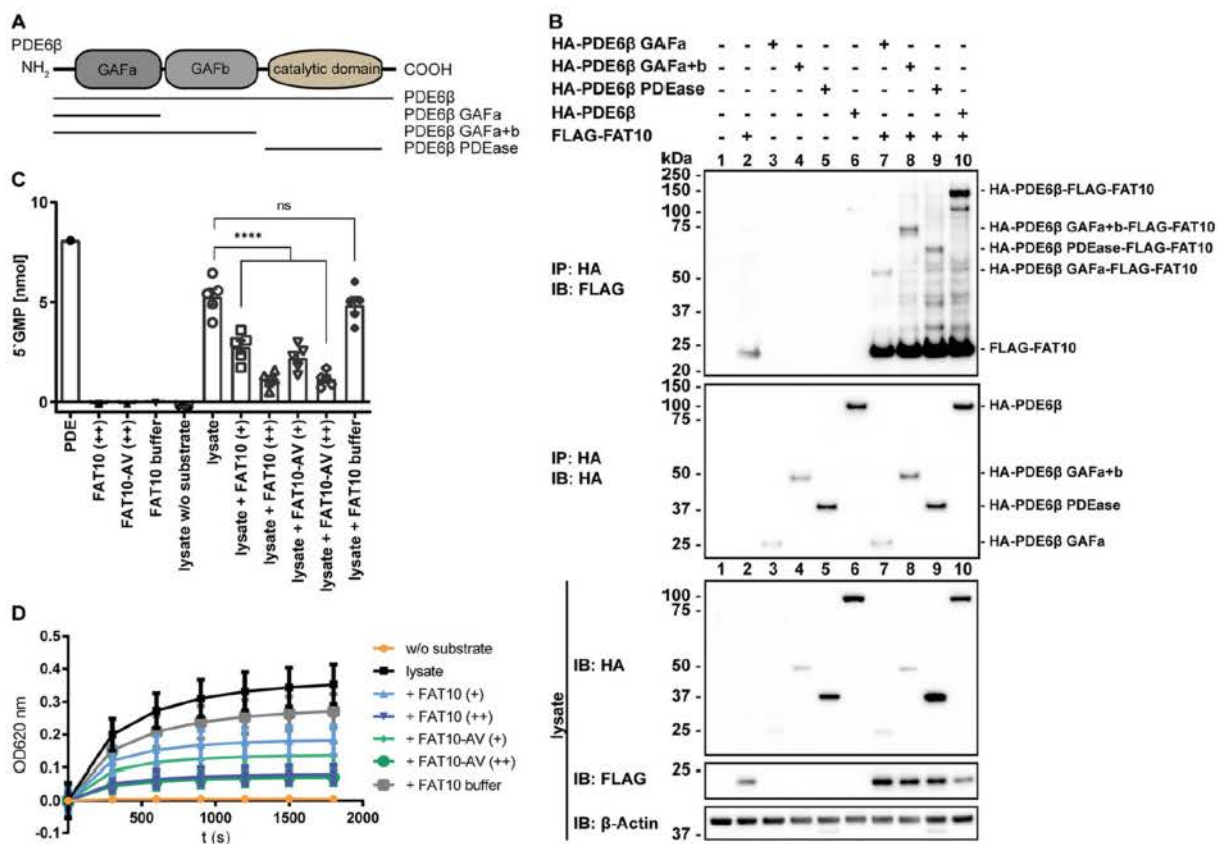 A
PDE6β
NH2
GAFa
GAFb
catalytic domain
COOH
PDE6β
PDE6β GAFa
PDE6β GAFa+b
PDE6β PDEase
B
HA-PDE6β GAFa - - + - - - + - - -
HA-PDE6β GAFa+b - - - + - - - + - -
HA-PDE6β PDEase - - - - + - - - + -
HA-PDE6β - - - - - + - - - +
FLAG-FAT10 - + - - - - + + + +
kDa 1 2 3 4 5 6 7 8 9 10
250
150
100
75
50
37
25
20
IP: HA
IB: FLAG
- HA-PDE6β-FLAG-FAT10
- HA-PDE6β GAFa+b-FLAG-FAT10
- HA-PDE6β PDEase-FLAG-FAT10
- HA-PDE6β GAFa-FLAG-FAT10
- FLAG-FAT10
150
100
75
50
37
25
IP: HA
IB: HA
- HA-PDE6β
- HA-PDE6β GAFa+b
- HA-PDE6β PDEase
- HA-PDE6β GAFa
1 2 3 4 5 6 7 8 9 10
lysate
100
75
50
37
25
IB: HA
25
IB: FLAG
IB: β-Actin
37
C
5`GMP [nmol]
10
5
0
ns
****
PDE
FAT10 (++)
FAT10-AV (++)
FAT10 buffer
lysate w/o substrate
lysate
lysate + FAT10 (+)
lysate + FAT10 (++)
lysate + FAT10-AV (+)
lysate + FAT10-AV (++)
lysate + FAT10 buffer
D
OD620 nm
0.5
0.4
0.3
0.2
0.1
0.0
-0.1
500 1000 1500 2000
t (s)
w/o substrate
lysate
+ FAT10 (+)
+ FAT10 (++)
+ FAT10-AV (+)
+ FAT10-AV (++)
+ FAT10 buffer